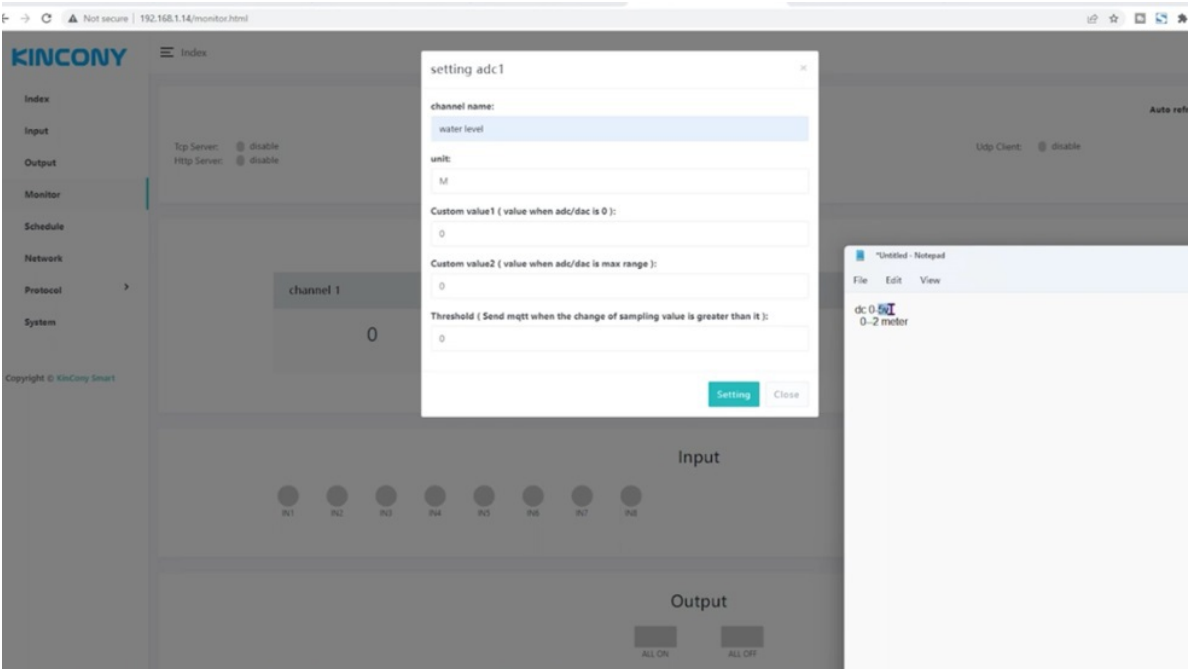 Not secure | 192.168.1.14/monitor.html
KINCONY
Index
Index
Input
Output
Monitor
Schedule
Network
Protocol
System
Copyright © KinCony Smart
Auto refr
Tcp Server: disable
Http Server: disable
Udp Client: disable
channel 1
0
setting adc1
×
channel name:
water level
unit:
M
Custom value1 ( value when adc/dac is 0 ):
0
Custom value2 ( value when adc/dac is max range ):
0
Threshold ( Send mqtt when the change of sampling value is greater than it ):
0
Setting Close
*Untitled - Notepad
File Edit View
dc 0-5v
0--2 meter
Input
IN1 IN2 IN3 IN4 IN5 IN6 IN7 IN8
Output
ALL ON ALL OFF